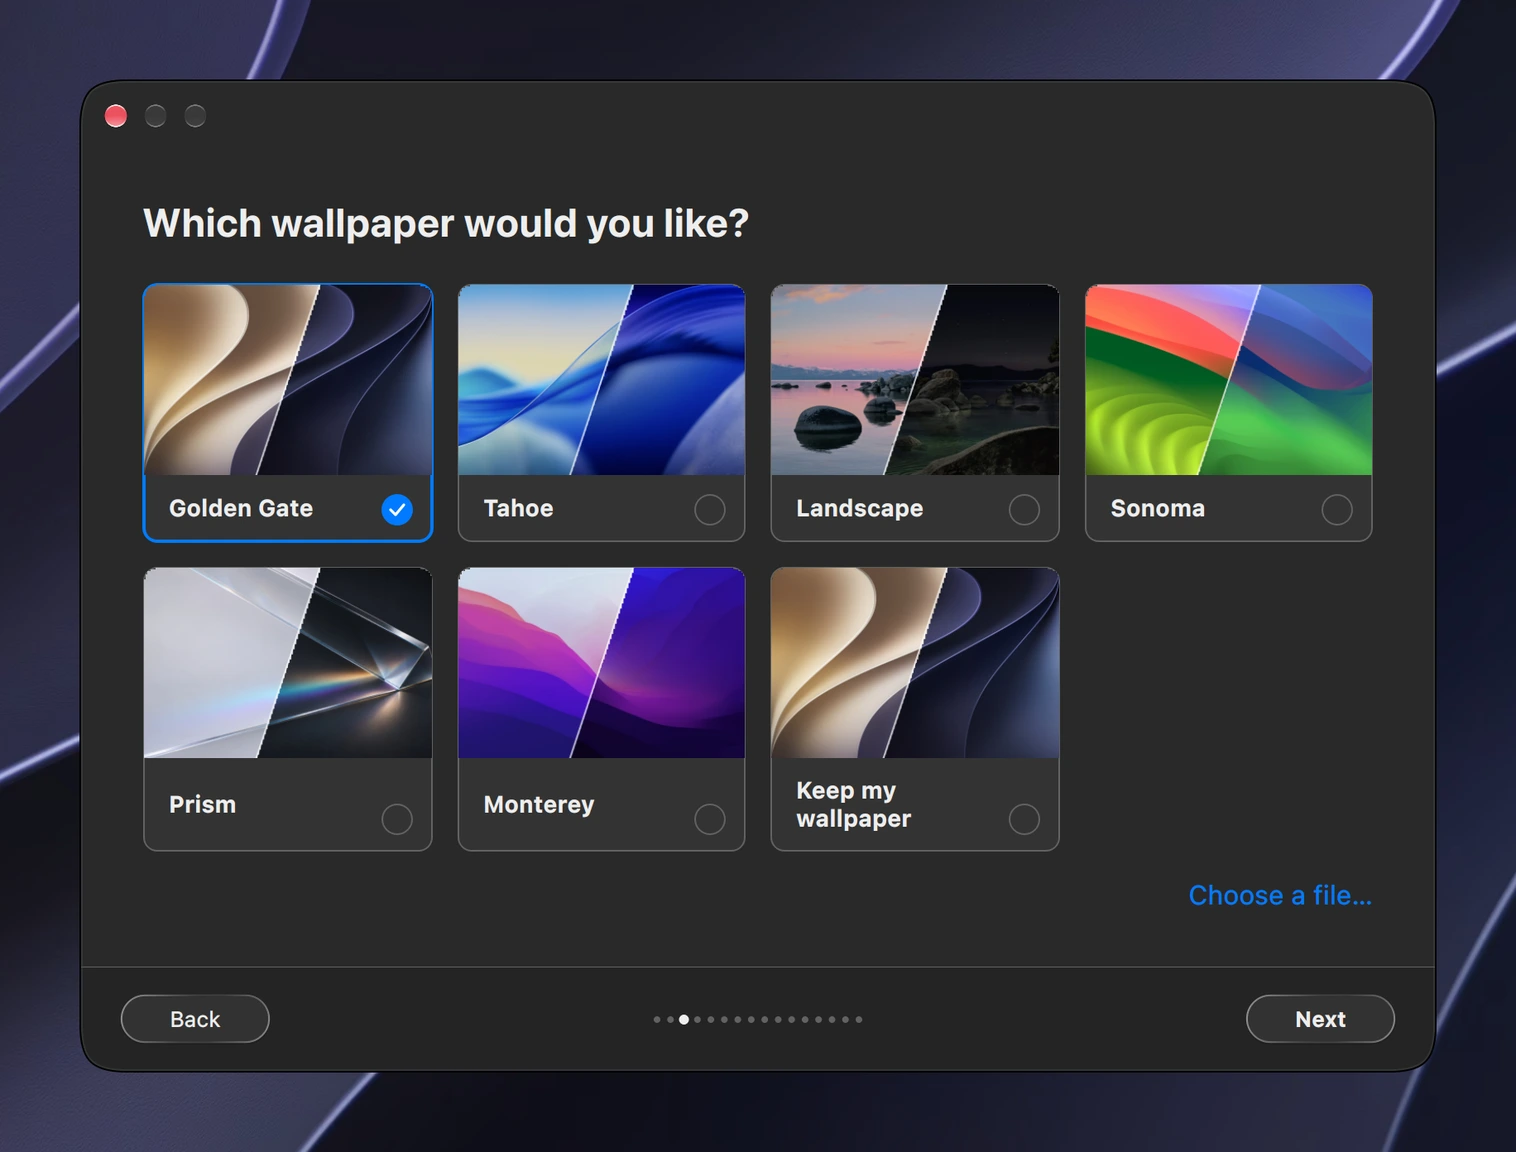 Which wallpaper would you like?
Golden Gate
Tahoe
Landscape
Sonoma
Prism
Monterey
Keep my
wallpaper
Choose a file...
Back
Next